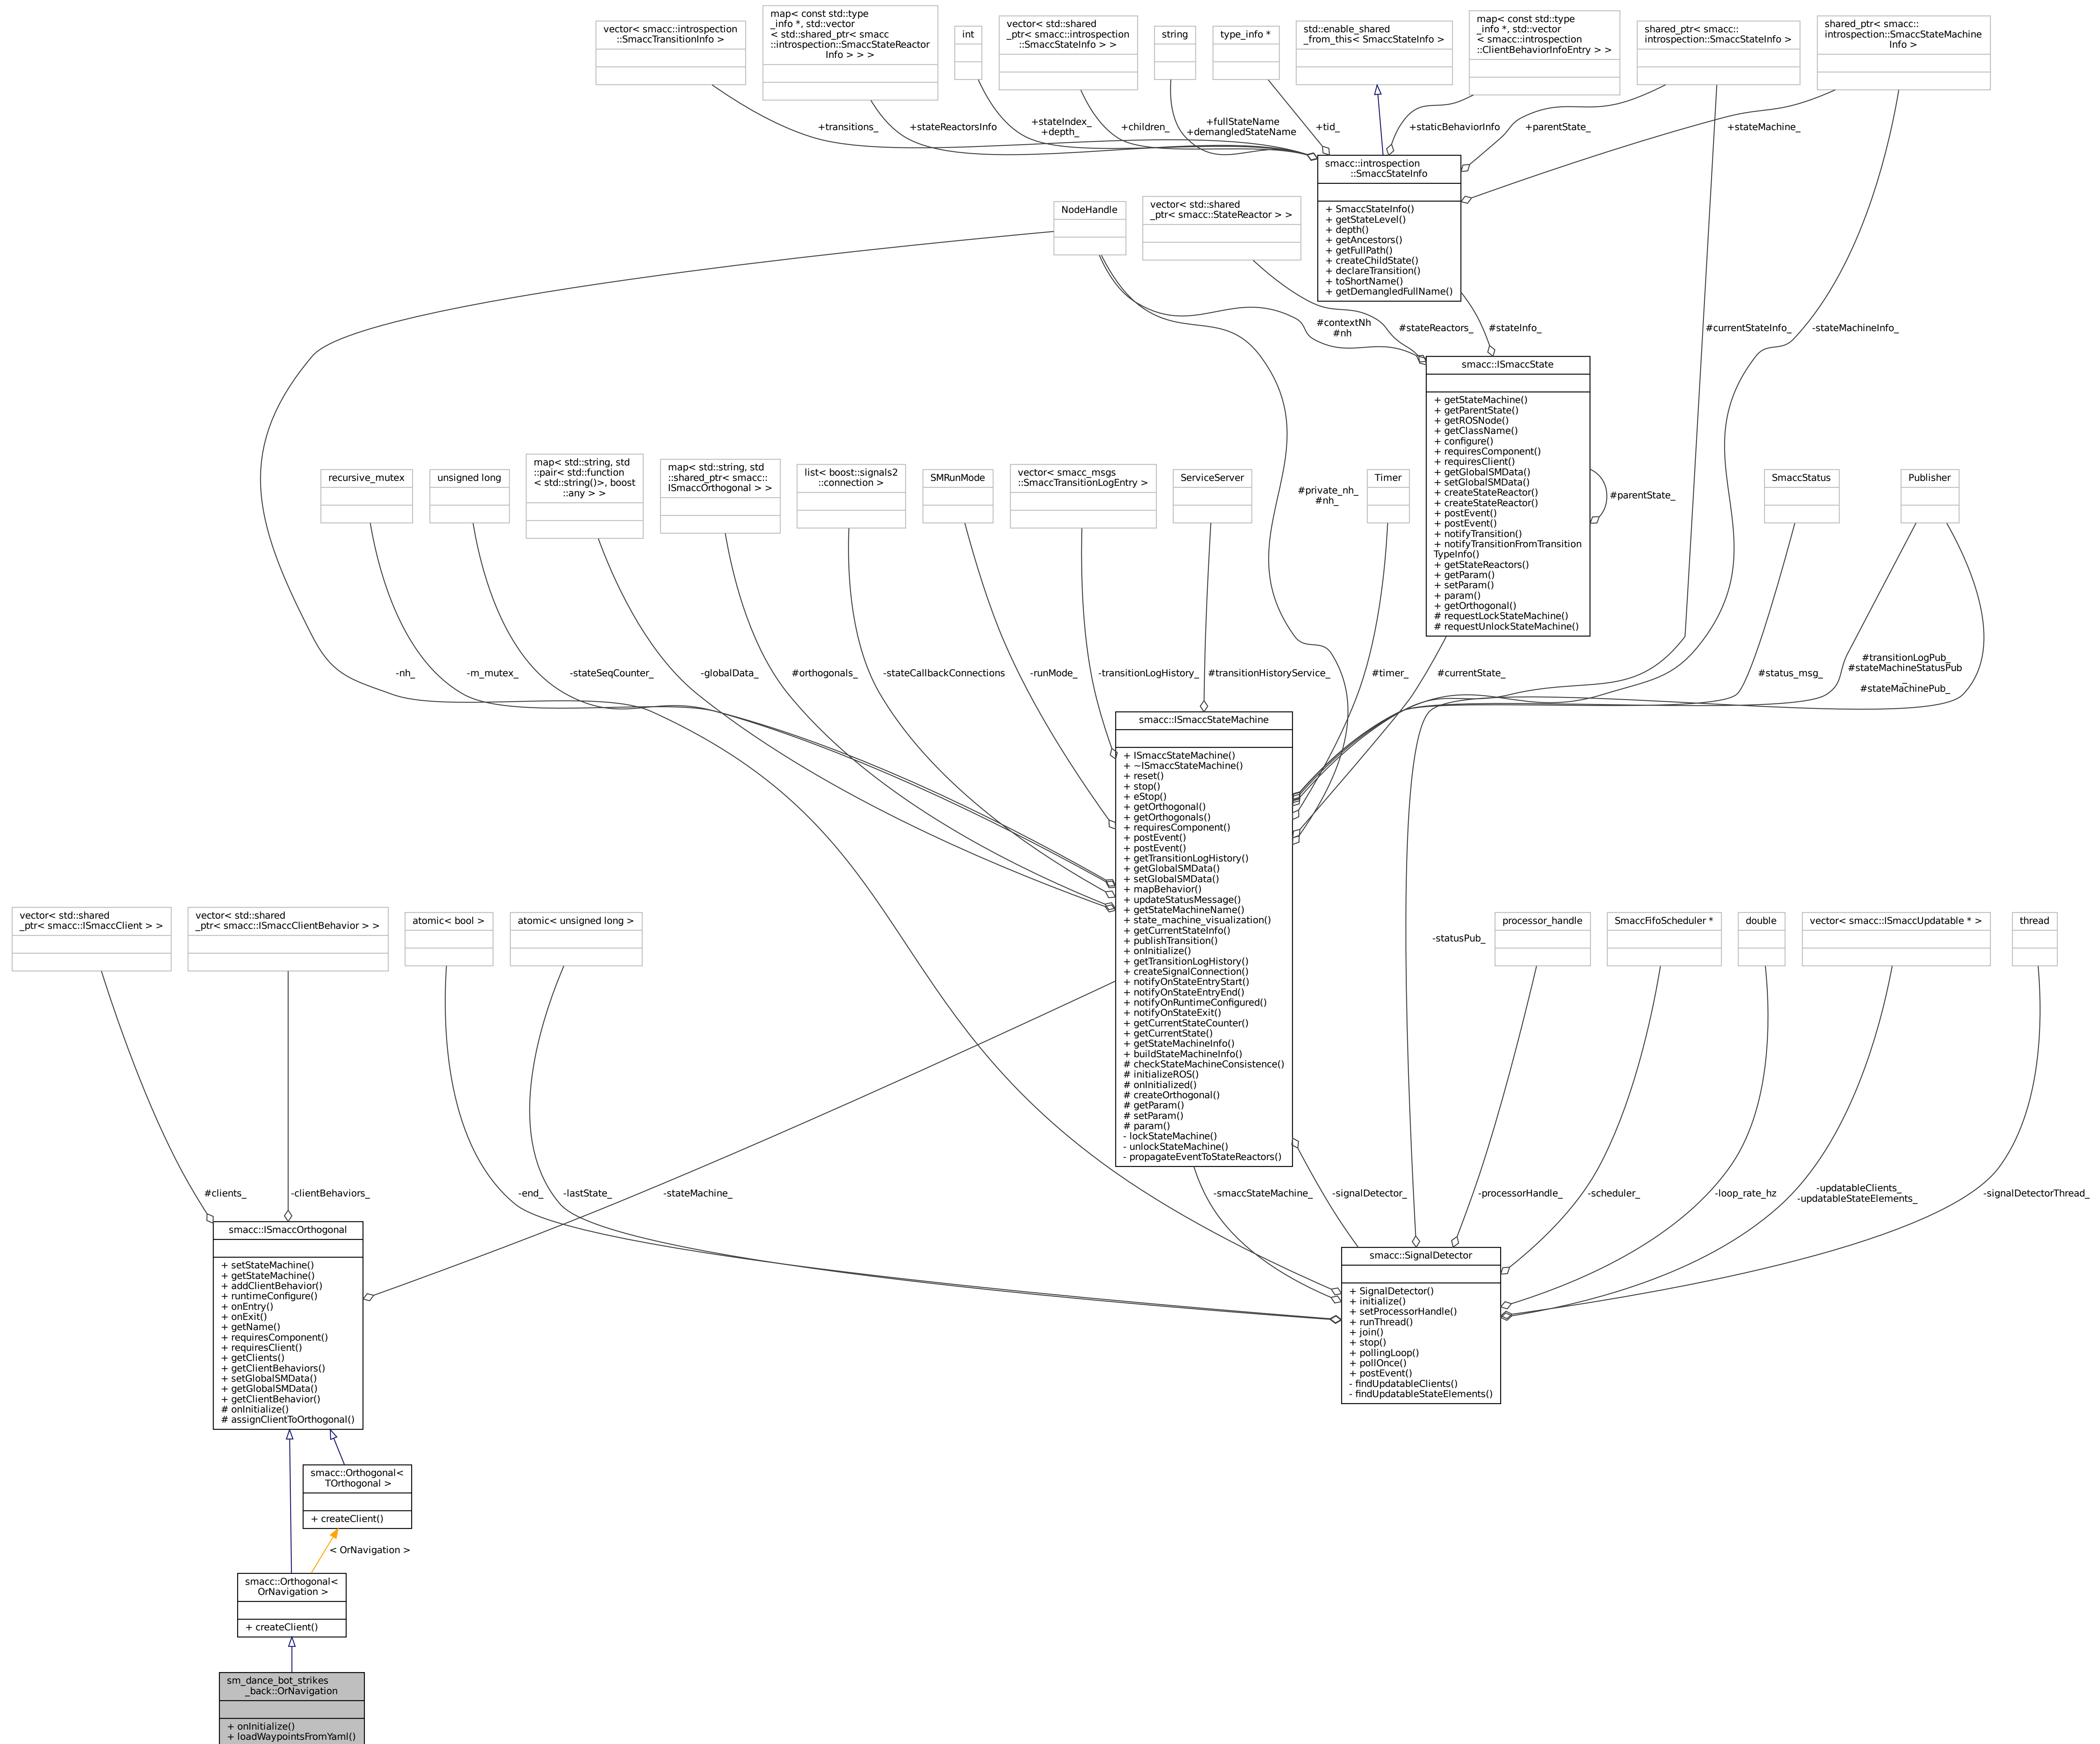 vector< smacc::introspection
::SmaccTransitionInfo >
map< const std::type
_info *, std::vector
< std::shared_ptr< smacc
::introspection::SmaccStateReactor
Info > > >
int
vector< std::shared
_ptr< smacc::introspection
::SmaccStateInfo > >
string
type_info *
std::enable_shared
_from_this< SmaccStateInfo >
map< const std::type
_info *, std::vector
< smacc::introspection
::ClientBehaviorInfoEntry > >
shared_ptr< smacc::
introspection::SmaccStateInfo >
shared_ptr< smacc::
introspection::SmaccStateMachine
Info >
+transitions_
+stateReactorsInfo
+stateIndex_
+depth_
+children_
+fullStateName
+demangledStateName
+tid_
+staticBehaviorInfo
+parentState_
+stateMachine_
smacc::introspection
::SmaccStateInfo
+ SmaccStateInfo()
+ getStateLevel()
+ depth()
+ getAncestors()
+ getFullPath()
+ createChildState()
+ declareTransition()
+ toShortName()
+ getDemangledFullName()
NodeHandle
vector< std::shared
_ptr< smacc::StateReactor > >
#contextNh
#nh
#stateReactors_
#stateInfo_
#currentStateInfo_
-stateMachineInfo_
smacc::ISmaccState
+ getStateMachine()
+ getParentState()
+ getROSNode()
+ getClassName()
+ configure()
+ requiresComponent()
+ requiresClient()
+ getGlobalSMData()
+ setGlobalSMData()
+ createStateReactor()
+ createStateReactor()
+ postEvent()
+ postEvent()
+ notifyTransition()
+ notifyTransitionFromTransition
TypeInfo()
+ getStateReactors()
+ getParam()
+ setParam()
+ param()
+ getOrthogonal()
# requestLockStateMachine()
# requestUnlockStateMachine()
#parentState_
recursive_mutex
unsigned long
map< std::string, std
::pair< std::function
< std::string()>, boost
::any > >
map< std::string, std
::shared_ptr< smacc::
ISmaccOrthogonal > >
list< boost::signals2
::connection >
SMRunMode
vector< smacc_msgs
::SmaccTransitionLogEntry >
ServiceServer
#private_nh_
#nh_
Timer
SmaccStatus
Publisher
-nh_
-m_mutex_
-stateSeqCounter_
-globalData_
#orthogonals_
-stateCallbackConnections
-runMode_
-transitionLogHistory_
#transitionHistoryService_
#timer_
#currentState_
#status_msg_
#transitionLogPub_
#stateMachineStatusPub
_
#stateMachinePub_
smacc::ISmaccStateMachine
+ ISmaccStateMachine()
+ ~ISmaccStateMachine()
+ reset()
+ stop()
+ eStop()
+ getOrthogonal()
+ getOrthogonals()
+ requiresComponent()
+ postEvent()
+ postEvent()
+ getTransitionLogHistory()
+ getGlobalSMData()
+ setGlobalSMData()
+ mapBehavior()
+ updateStatusMessage()
+ getStateMachineName()
+ state_machine_visualization()
+ getCurrentStateInfo()
+ publishTransition()
+ onInitialize()
+ getTransitionLogHistory()
+ createSignalConnection()
+ notifyOnStateEntryStart()
+ notifyOnStateEntryEnd()
+ notifyOnRuntimeConfigured()
+ notifyOnStateExit()
+ getCurrentStateCounter()
+ getCurrentState()
+ getStateMachineInfo()
+ buildStateMachineInfo()
# checkStateMachineConsistence()
# initializeROS()
# onInitialized()
# createOrthogonal()
# getParam()
# setParam()
# param()
- lockStateMachine()
- unlockStateMachine()
- propagateEventToStateReactors()
vector< std::shared
_ptr< smacc::ISmaccClient > >
vector< std::shared
_ptr< smacc::ISmaccClientBehavior > >
atomic< bool >
atomic< unsigned long >
-statusPub_
processor_handle
SmaccFifoScheduler *
double
vector< smacc::ISmaccUpdatable * >
thread
#clients_
-clientBehaviors_
-end_
-lastState_
-stateMachine_
-smaccStateMachine_
-signalDetector_
-processorHandle_
-scheduler_
-loop_rate_hz
-updatableClients_
-updatableStateElements_
-signalDetectorThread_
smacc::ISmaccOrthogonal
+ setStateMachine()
+ getStateMachine()
+ addClientBehavior()
+ runtimeConfigure()
+ onEntry()
+ onExit()
+ getName()
+ requiresComponent()
+ requiresClient()
+ getClients()
+ getClientBehaviors()
+ setGlobalSMData()
+ getGlobalSMData()
+ getClientBehavior()
# onInitialize()
# assignClientToOrthogonal()
smacc::SignalDetector
+ SignalDetector()
+ initialize()
+ setProcessorHandle()
+ runThread()
+ join()
+ stop()
+ pollingLoop()
+ pollOnce()
+ postEvent()
- findUpdatableClients()
- findUpdatableStateElements()
smacc::Orthogonal<
TOrthogonal >
+ createClient()
< OrNavigation >
smacc::Orthogonal<
OrNavigation >
+ createClient()
sm_dance_bot_strikes
_back::OrNavigation
+ onInitialize()
+ loadWaypointsFromYaml()